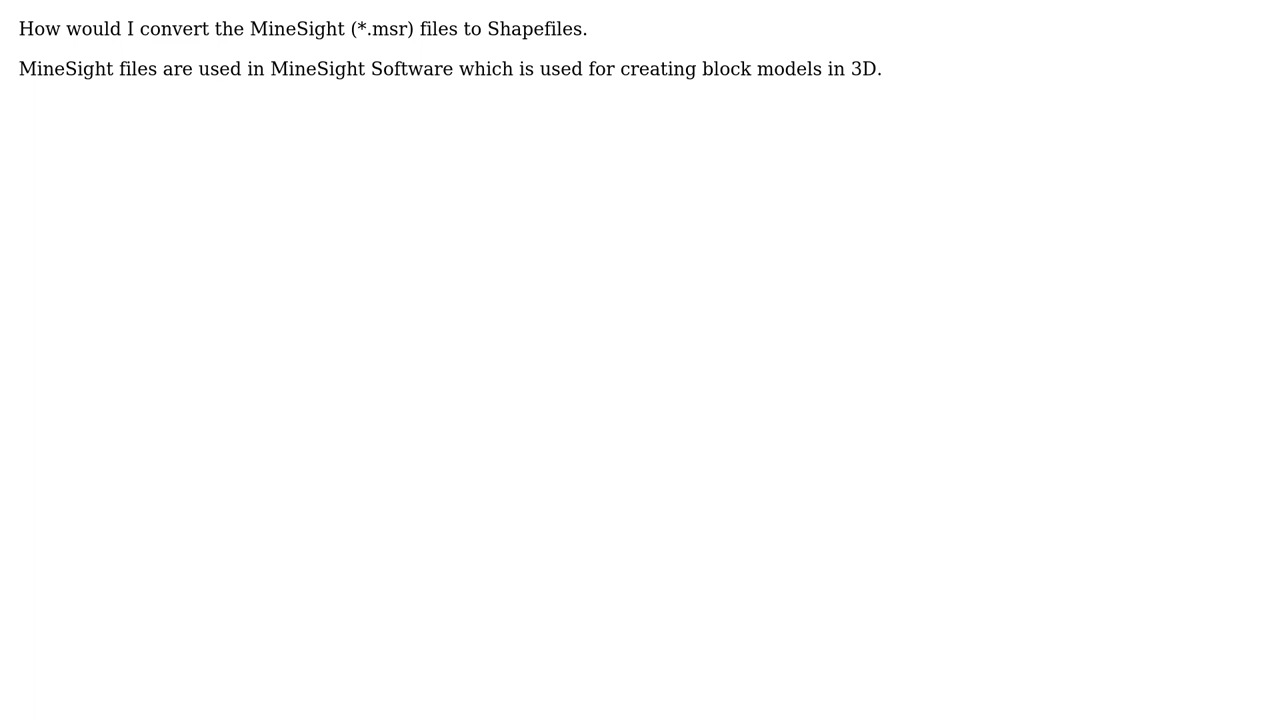 How would I convert the MineSight (*.msr) files to Shapefiles.
MineSight files are used in MineSight Software which is used for creating block models in 3D.